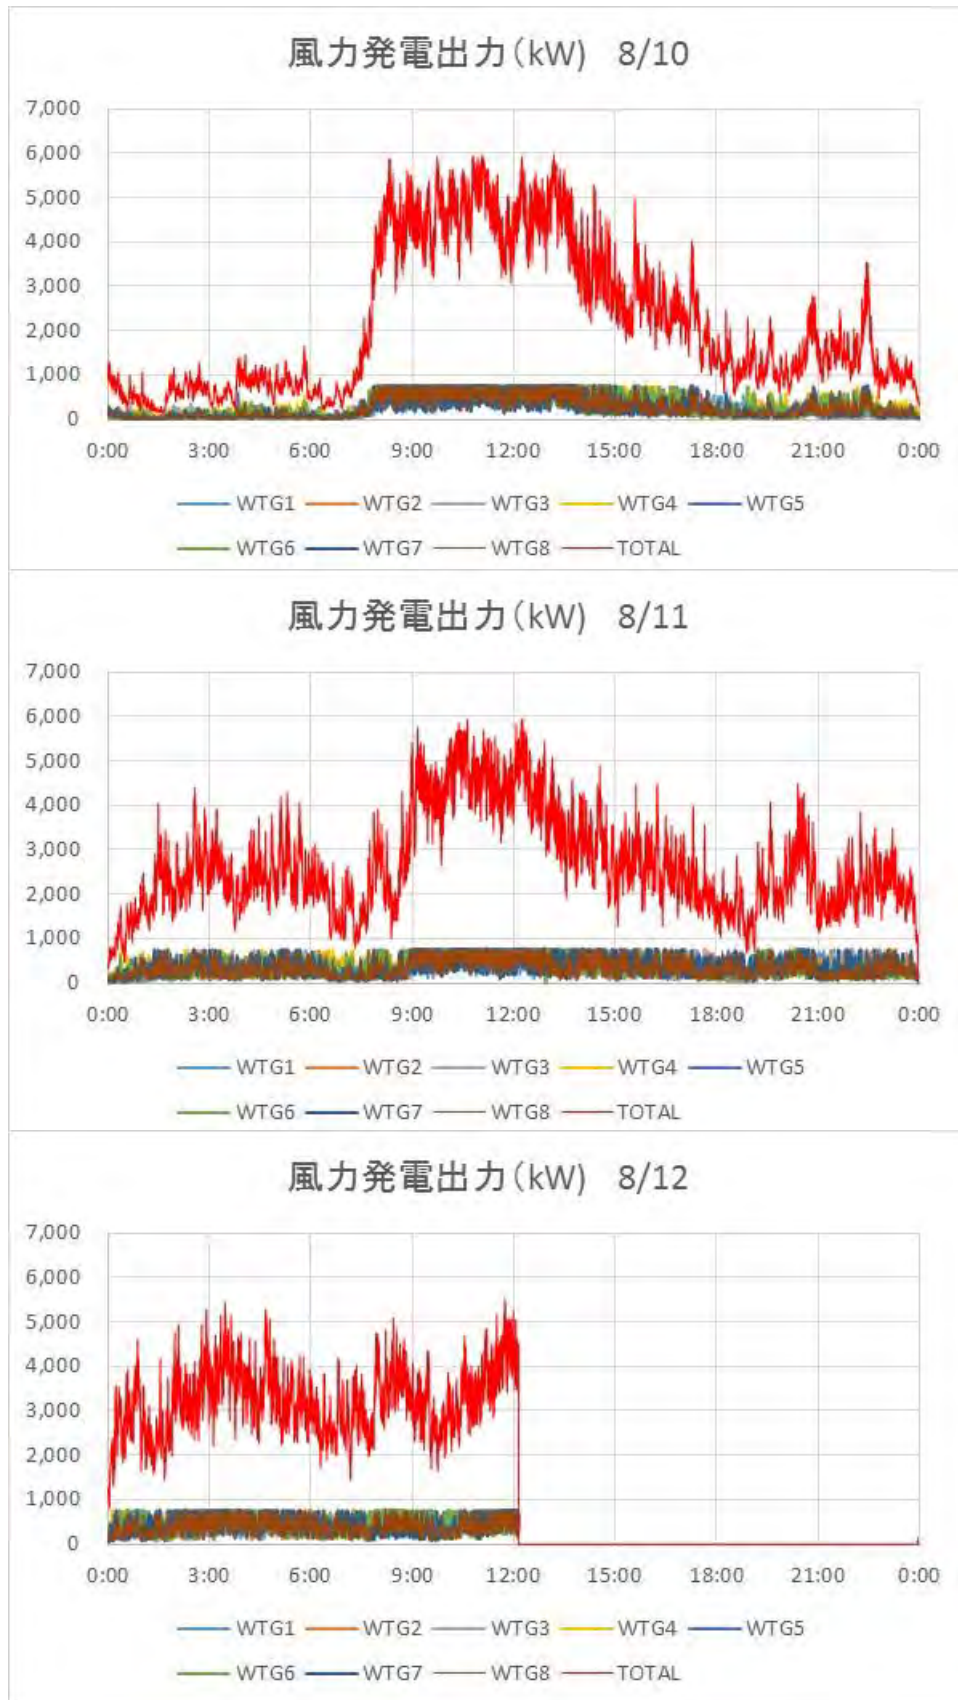 風力発電出力(kW) 8/10
7,000
6,000
5,000
4,000
3,000
2,000
1,000
0
0:00 3:00 6:00 9:00 12:00 15:00 18:00 21:00 0:00
WTG1 WTG2 WTG3 WTG4 WTG5
WTG6 WTG7 WTG8 TOTAL
風力発電出力(kW) 8/11
7,000
6,000
5,000
4,000
3,000
2,000
1,000
0
0:00 3:00 6:00 9:00 12:00 15:00 18:00 21:00 0:00
WTG1 WTG2 WTG3 WTG4 WTG5
WTG6 WTG7 WTG8 TOTAL
風力発電出力(kW) 8/12
7,000
6,000
5,000
4,000
3,000
2,000
1,000
0
0:00 3:00 6:00 9:00 12:00 15:00 18:00 21:00 0:00
WTG1 WTG2 WTG3 WTG4 WTG5
WTG6 WTG7 WTG8 TOTAL